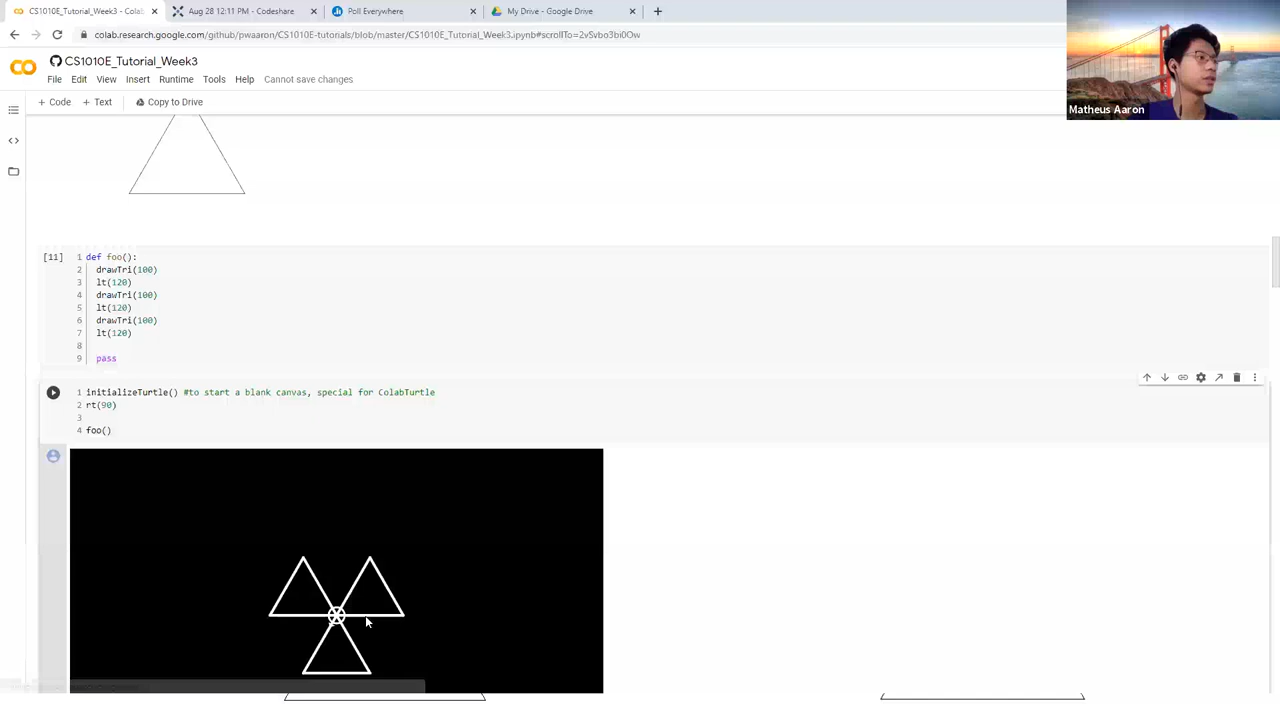 CS1010E_Tutorial_Week3 - Colab
Aug 28 12:11 PM - Codeshare
Poll Everywhere
My Drive - Google Drive
colab.research.google.com/github/pwaaron/CS1010E-tutorials/blob/master/CS1010E_Tutorial_Week3.ipynb#scrollTo=2vSvbo3bi0Ow
CS1010E_Tutorial_Week3
File Edit View Insert Runtime Tools Help Cannot save changes
+ Code + Text Copy to Drive
Matheus Aaron
[11] 1 def foo():
2 drawTri(100)
3 lt(120)
4 drawTri(100)
5 lt(120)
6 drawTri(100)
7 lt(120)
8
9 pass
1 initializeTurtle() #to start a blank canvas, special for ColabTurtle
2 rt(90)
3
4 foo()